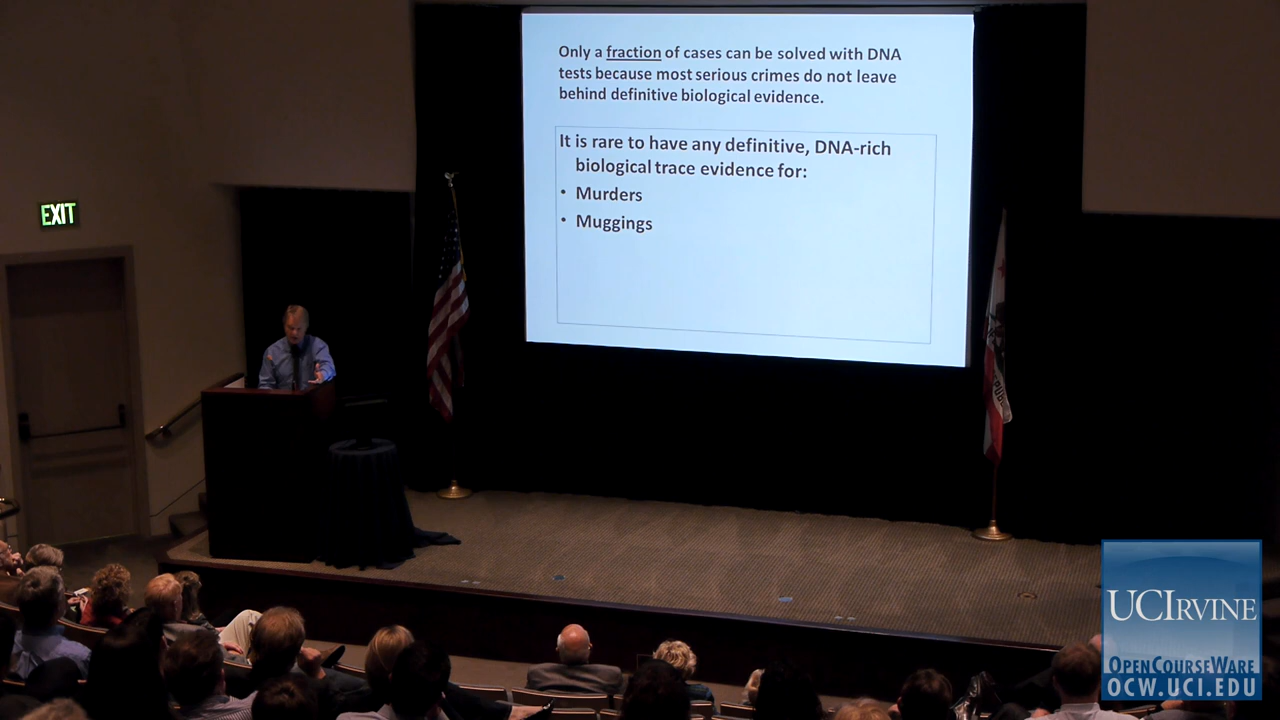 Only a fraction of cases can be solved with DNA
tests because most serious crimes do not leave
behind definitive biological evidence.
It is rare to have any definitive, DNA-rich
biological trace evidence for:
• Murders
• Muggings
EXIT
UCIRVINE
OPENCOURSEWARE
OCW.UCI.EDU